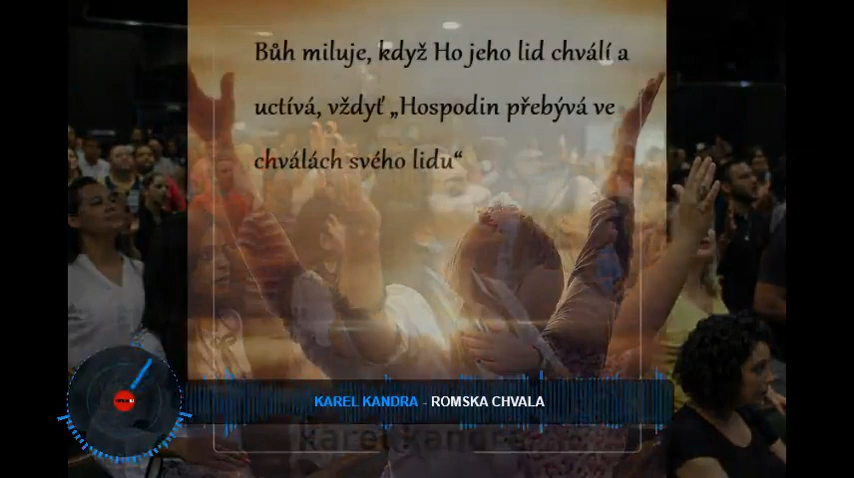 Bůh miluje, když Ho jeho lid chválí a
uctívá, vždyť „Hospodin přebývá ve
chválách svého lidu“
KAREL KANDRA - ROMSKA CHVALA
karel kandra